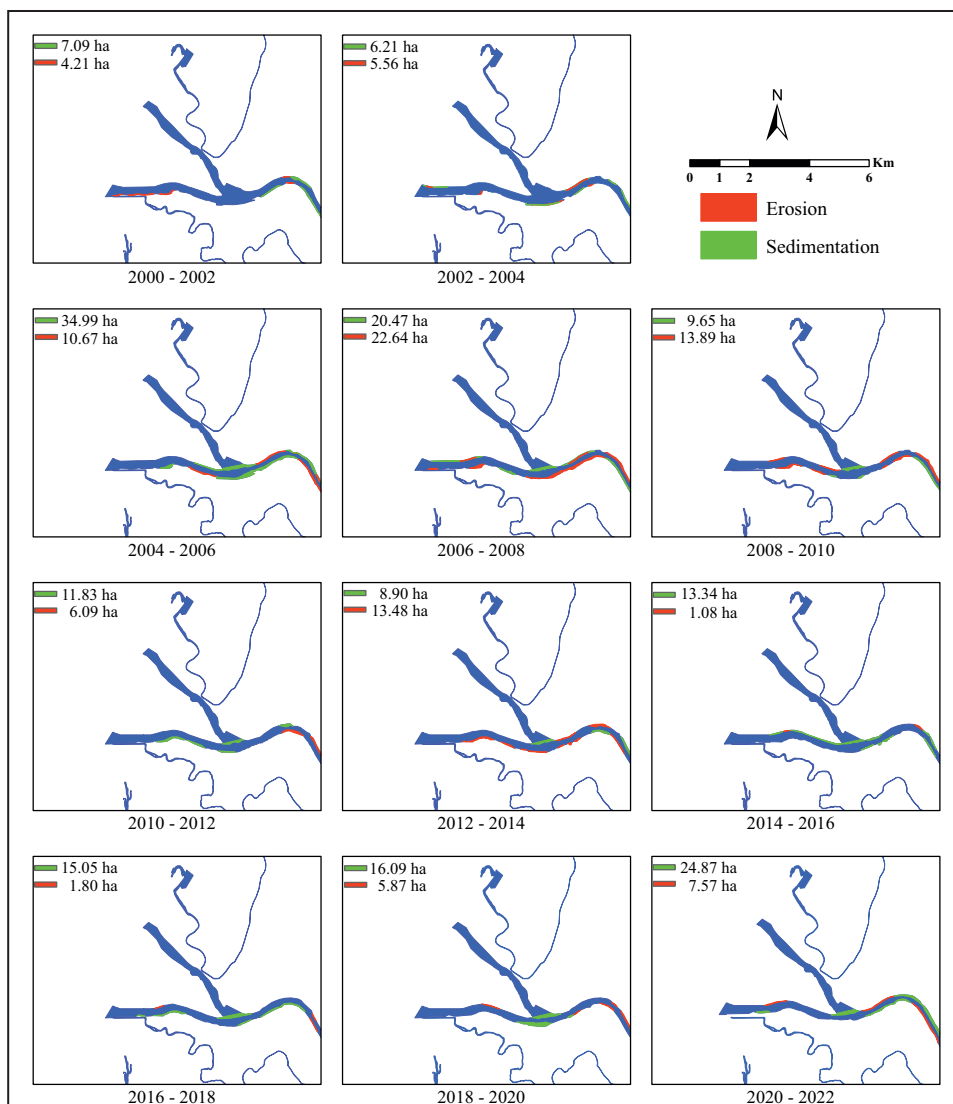 7.09 ha
4.21 ha
2000 - 2002
6.21 ha
5.56 ha
2002 - 2004
N
Km
0 1 2 4 6
Erosion
Sedimentation
34.99 ha
10.67 ha
2004 - 2006
20.47 ha
22.64 ha
2006 - 2008
9.65 ha
13.89 ha
2008 - 2010
11.83 ha
6.09 ha
2010 - 2012
8.90 ha
13.48 ha
2012 - 2014
13.34 ha
1.08 ha
2014 - 2016
15.05 ha
1.80 ha
2016 - 2018
16.09 ha
5.87 ha
2018 - 2020
24.87 ha
7.57 ha
2020 - 2022